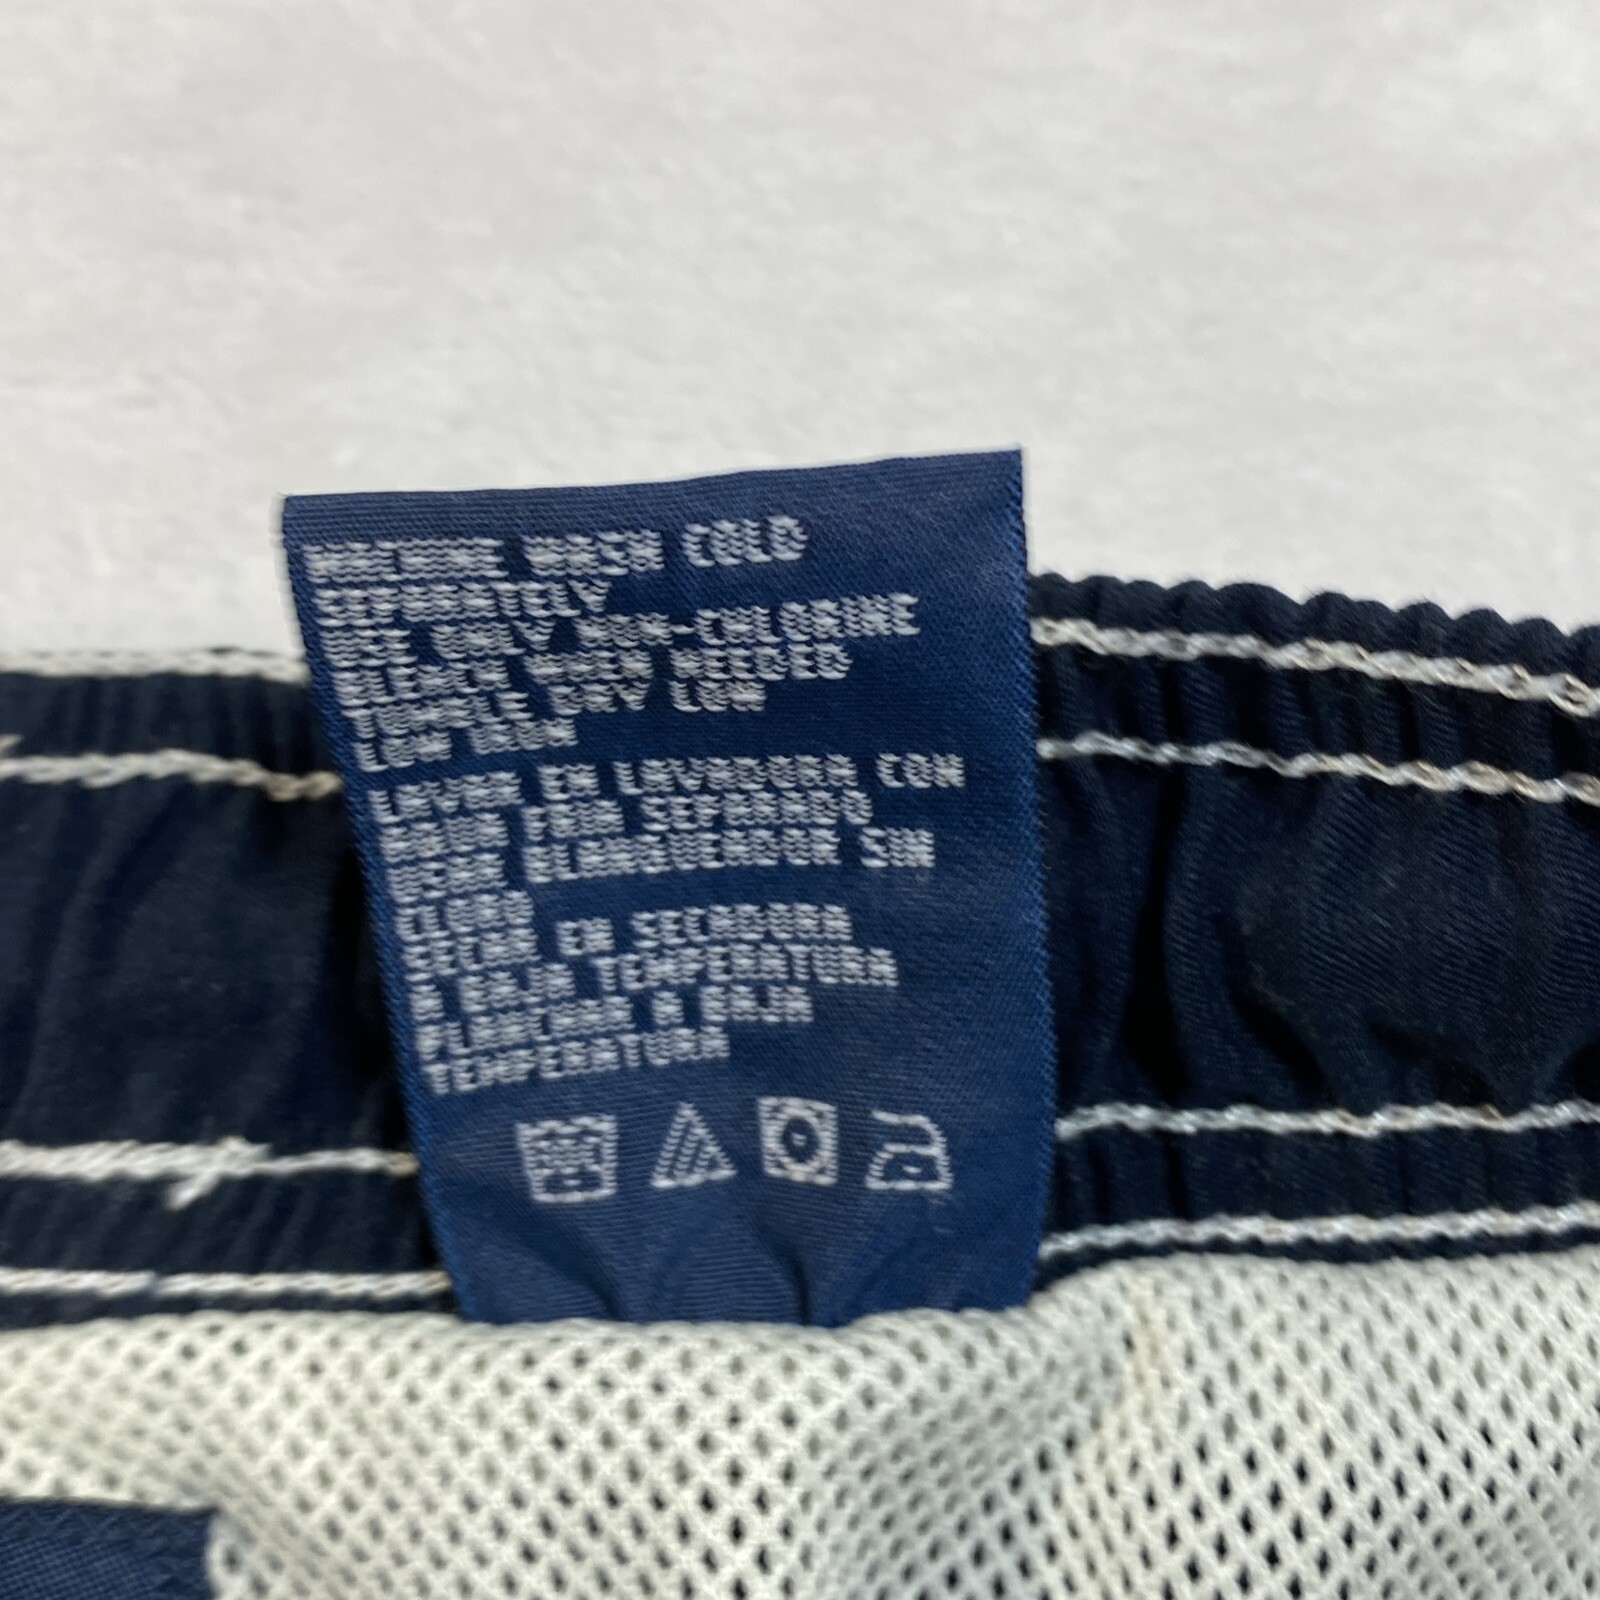 MACHINE WASH COLD
SEPARATELY
USE ONLY NON-CHLORINE
BLEACH WHEN NEEDED
TUMBLE DRY LOW
LOW IRON
LAVAR EN LAVADORA CON
AGUA FRIA SEPARADO
USAR BLANQUEADOR SIN
CLORO
SECAR EN SECADORA
A BAJA TEMPERATURA
PLANCHAR A BAJA
TEMPERATURA